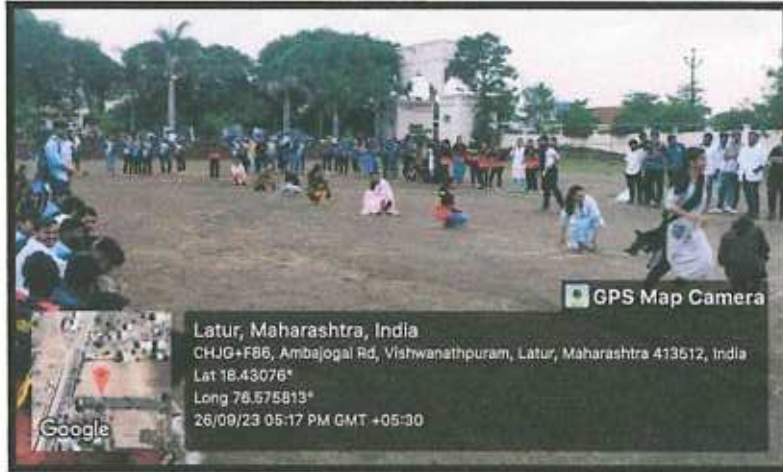 GPS Map Camera
Latur, Maharashtra, India
CHJG+F86, Ambajogai Rd, Vishwanathpuram, Latur, Maharashtra 413512, India
Lat 18.43076°
Long 76.575813°
26/09/23 05:17 PM GMT +05:30
Google